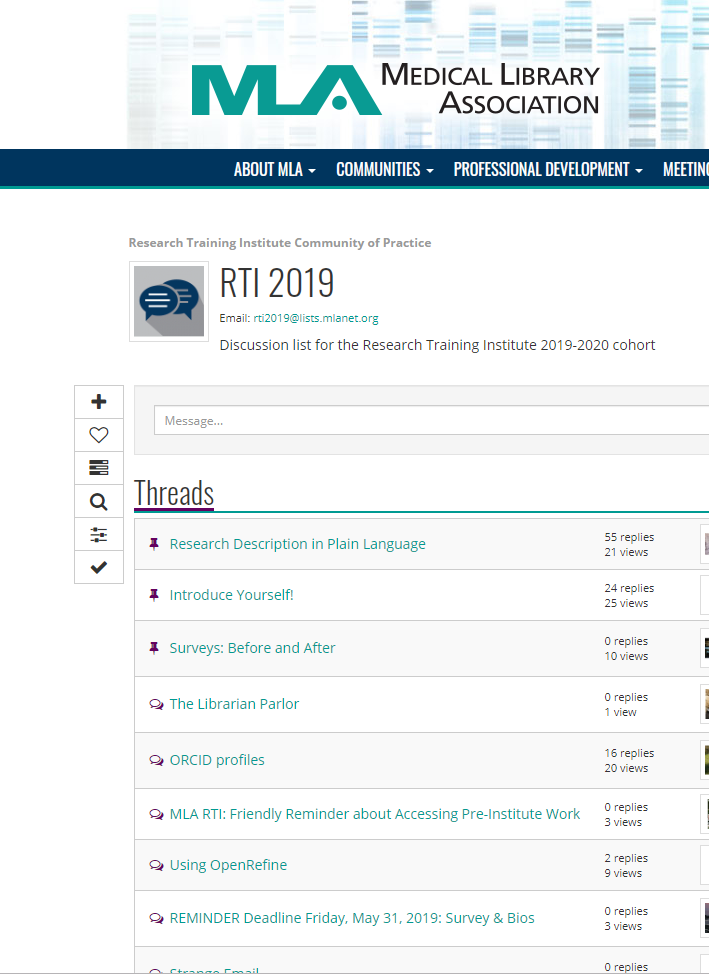 MLA MEDICAL LIBRARY
ASSOCIATION
ABOUT MLA COMMUNITIES PROFESSIONAL DEVELOPMENT MEETING
Research Training Institute Community of Practice
RTI 2019
Email: rti2019@lists.mlanet.org
Discussion list for the Research Training Institute 2019-2020 cohort
Message...
Threads
Research Description in Plain Language
55 replies
21 views
Introduce Yourself!
24 replies
25 views
Surveys: Before and After
0 replies
10 views
The Librarian Parlor
0 replies
1 view
ORCID profiles
16 replies
20 views
MLA RTI: Friendly Reminder about Accessing Pre-Institute Work
0 replies
3 views
Using OpenRefine
2 replies
9 views
REMINDER Deadline Friday, May 31, 2019: Survey & Bios
0 replies
3 views
Strange Email
0 replies